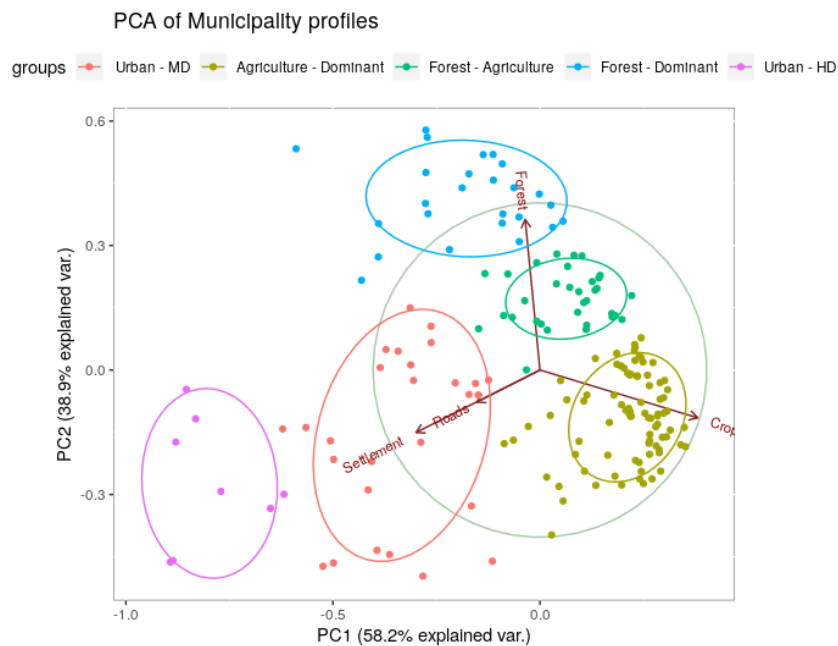 PCA of Municipality profiles
groups Urban - MD Agriculture - Dominant Forest - Agriculture Forest - Dominant Urban - HD
0.6
0.3
0.0
-0.3
PC2 (38.9% explained var.)
Forest
Crop
Roads
Settlement
-1.0 -0.5 0.0
PC1 (58.2% explained var.)